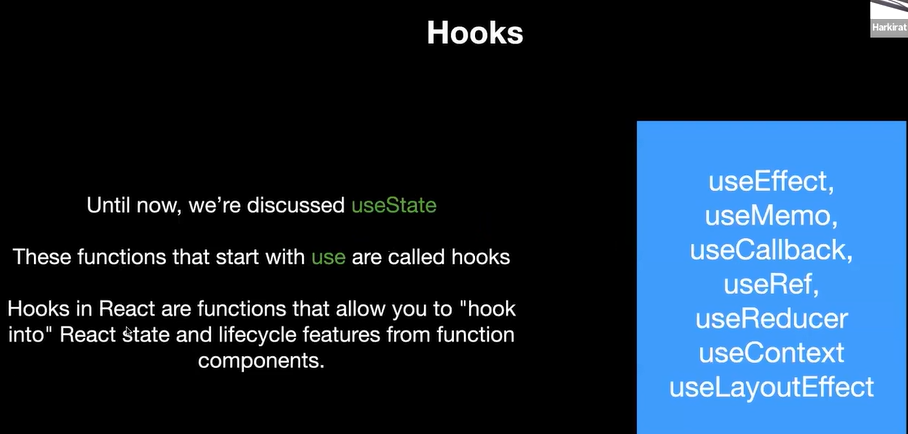 Hooks
Harkirat
Until now, we're discussed useState
These functions that start with use are called hooks
Hooks in React are functions that allow you to "hook
into" React state and lifecycle features from function
components.
useEffect,
useMemo,
useCallback,
useRef,
useReducer
useContext
useLayoutEffect